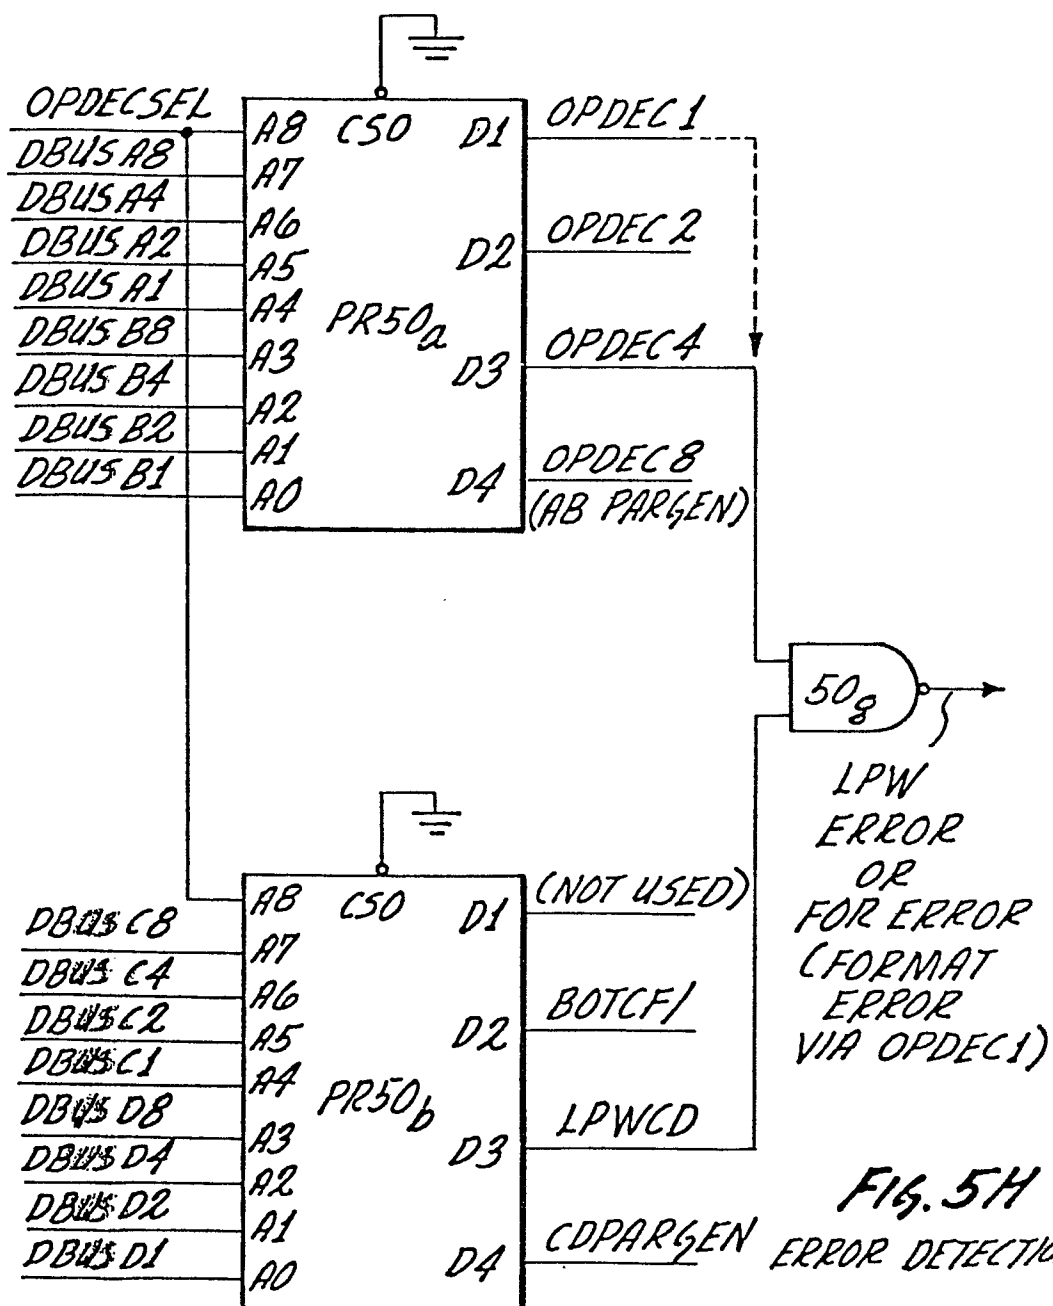 OPDECSEL
DBUS A8
DBUS A4
DBUS A2
DBUS A1
DBUS B8
DBUS B4
DBUS B2
DBUS B1
A8 CS0 D1
A7
A6
A5 D2
A4
PR50a
A3 D3
A2
A1
A0 D4
OPDEC 1
OPDEC 2
OPDEC 4
OPDEC 8
(AB PARGEN)
50g
LPW
ERROR
OR
FOR ERROR
(FORMAT
ERROR
VIA OPDEC1)
DBUS C8
DBUS C4
DBUS C2
DBUS C1
DBUS D8
DBUS D4
DBUS D2
DBUS D1
A8 CS0 D1
A7
A6
A5 D2
A4
PR50b
A3 D3
A2
A1
A0 D4
(NOT USED)
BOTCF/
LPWCD
CDPARGEN
FIG. 5H
ERROR DETECTIO